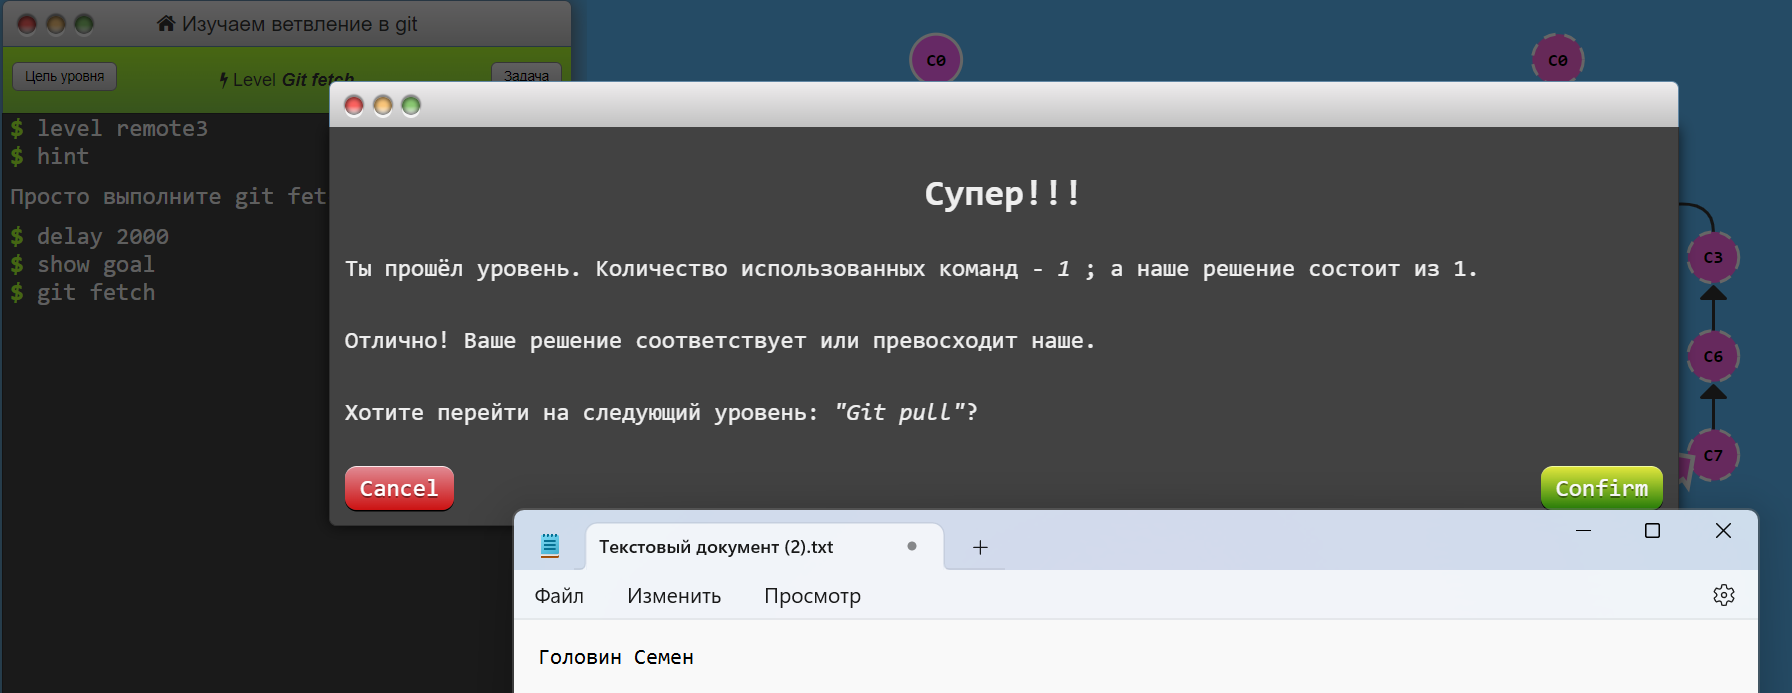 Изучаем ветвление в git
Цель уровня
Level Git fetch
Задача
$ level remote3
$ hint
Просто выполните git fet
$ delay 2000
$ show goal
$ git fetch
C0
C0
C3
C6
C7
Супер!!!
Ты прошёл уровень. Количество использованных команд - 1 ; а наше решение состоит из 1.
Отлично! Ваше решение соответствует или превосходит наше.
Хотите перейти на следующий уровень: "Git pull"?
Cancel
Confirm
Текстовый документ (2).txt
Файл Изменить Просмотр
Головин Семен